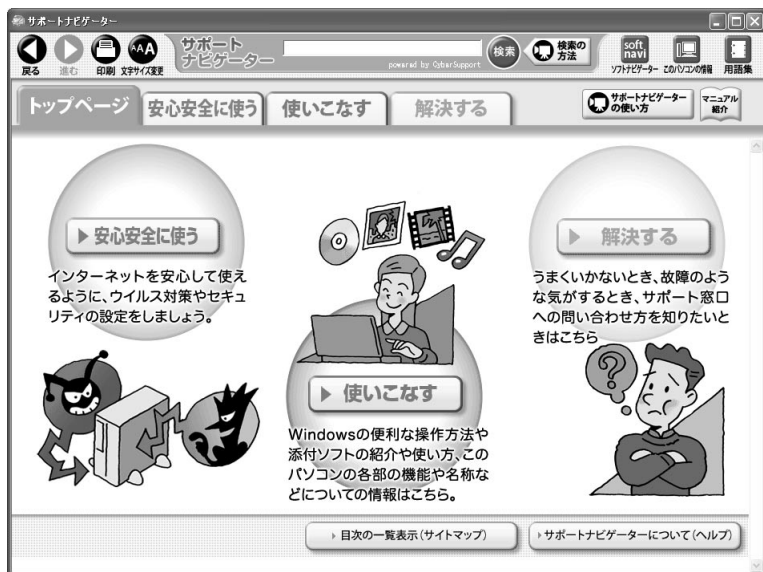 サポートナビゲーター
戻る
進む
印刷
AAA
文字サイズ変更
サポート
ナビゲーター
powered by CyberSupport
検索
検索の
方法
soft
navi
ソフトナビゲーター
このパソコンの情報
用語集
トップページ
安心安全に使う
使いこなす
解決する
サポートナビゲーター
の使い方
マニュアル
紹介
安心安全に使う
インターネットを安心して使え
るように、ウイルス対策やセキュ
リティの設定をしましょう。
使いこなす
Windowsの便利な操作方法や
添付ソフトの紹介や使い方、この
パソコンの各部の機能や名称な
どについての情報はこちら。
解決する
うまくいかないとき、故障のよう
な気がするとき、サポート窓口
への問い合わせ方を知りたいと
きはこちら
?
目次の一覧表示(サイトマップ)
サポートナビゲーターについて(ヘルプ)